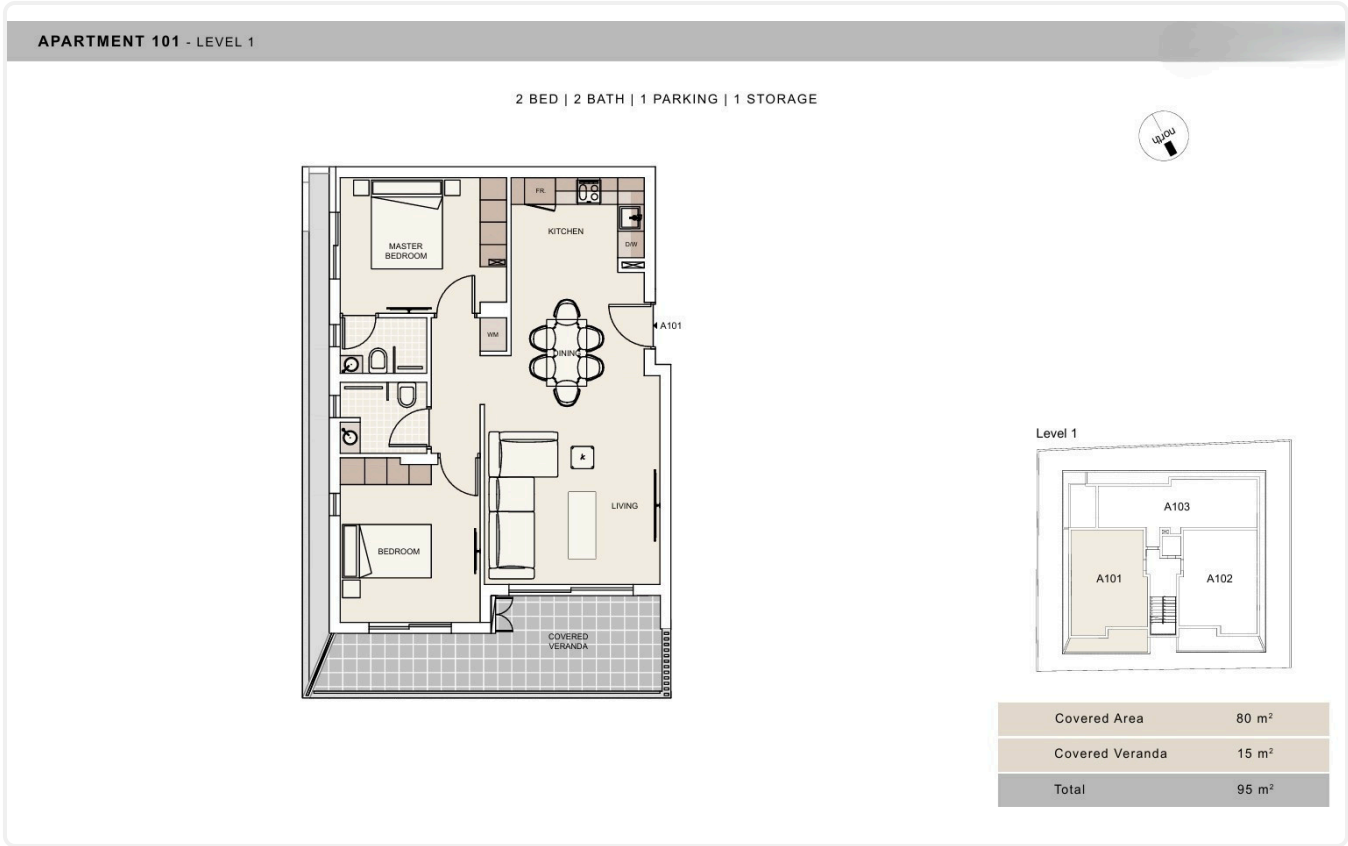 APARTMENT 101 - LEVEL 1
2 BED | 2 BATH | 1 PARKING | 1 STORAGE
north
FR.
KITCHEN
D/W
MASTER
BEDROOM
A101
WM
DINING
k
LIVING
BEDROOM
COVERED
VERANDA
Level 1
A103
A101
A102
Covered Area 80 m²
Covered Veranda 15 m²
Total 95 m²